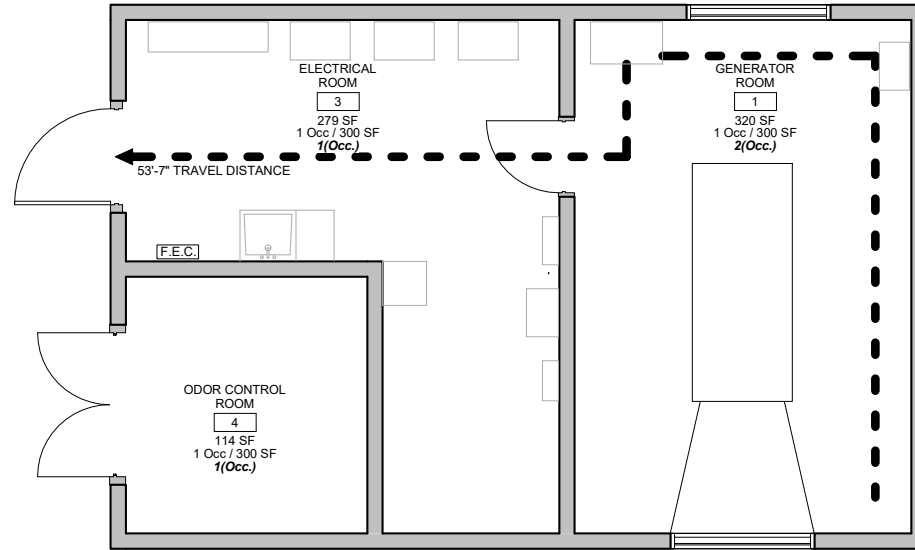 ELECTRICAL
ROOM
3
279 SF
1 Occ / 300 SF
1(Occ.)
GENERATOR
ROOM
1
320 SF
1 Occ / 300 SF
2(Occ.)
53'-7" TRAVEL DISTANCE
F.E.C.
ODOR CONTROL
ROOM
4
114 SF
1 Occ / 300 SF
1(Occ.)